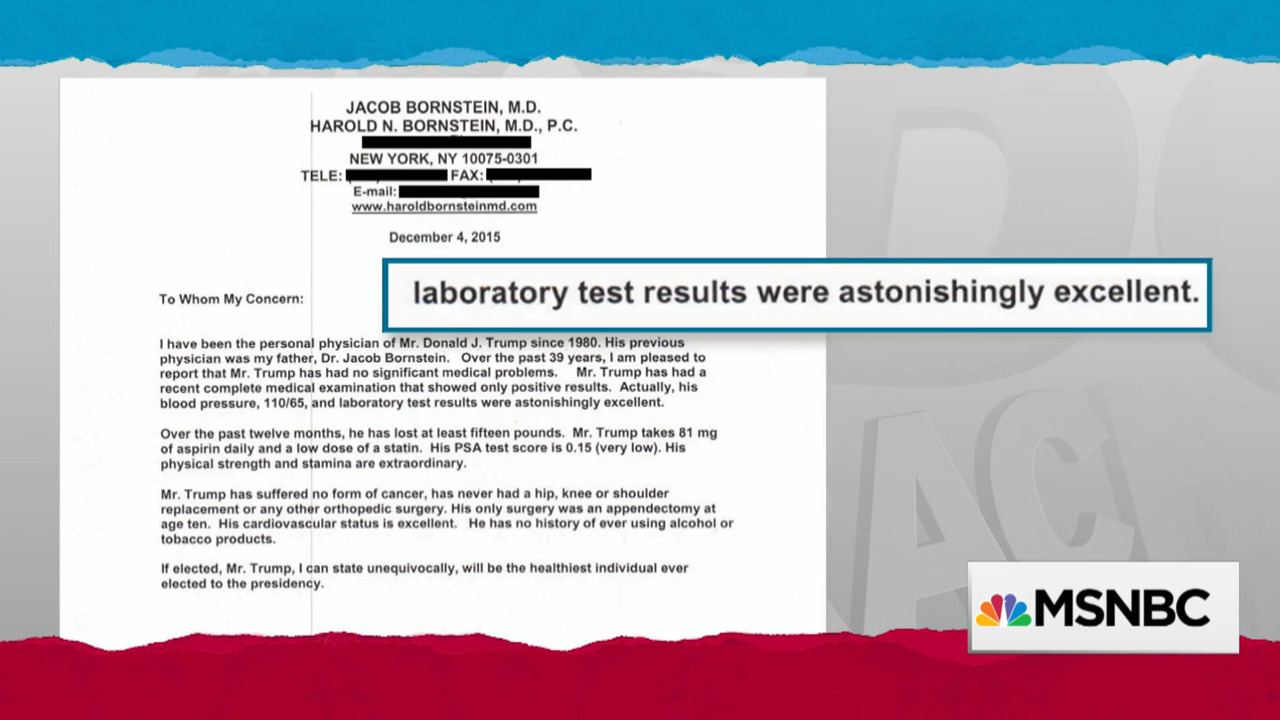 JACOB BORNSTEIN, M.D.
HAROLD N. BORNSTEIN, M.D., P.C.
NEW YORK, NY 10075-0301
TELE: FAX:
E-mail:
www.haroldbornsteinmd.com
December 4, 2015
laboratory test results were astonishingly excellent.
To Whom My Concern:
I have been the personal physician of Mr. Donald J. Trump since 1980. His previous
physician was my father, Dr. Jacob Bornstein. Over the past 39 years, I am pleased to
report that Mr. Trump has had no significant medical problems. Mr. Trump has had a
recent complete medical examination that showed only positive results. Actually, his
blood pressure, 110/65, and laboratory test results were astonishingly excellent.
Over the past twelve months, he has lost at least fifteen pounds. Mr. Trump takes 81 mg
of aspirin daily and a low dose of a statin. His PSA test score is 0.15 (very low). His
physical strength and stamina are extraordinary.
Mr. Trump has suffered no form of cancer, has never had a hip, knee or shoulder
replacement or any other orthopedic surgery. His only surgery was an appendectomy at
age ten. His cardiovascular status is excellent. He has no history of ever using alcohol or
tobacco products.
If elected, Mr. Trump, I can state unequivocally, will be the healthiest individual ever
elected to the presidency.
MSNBC